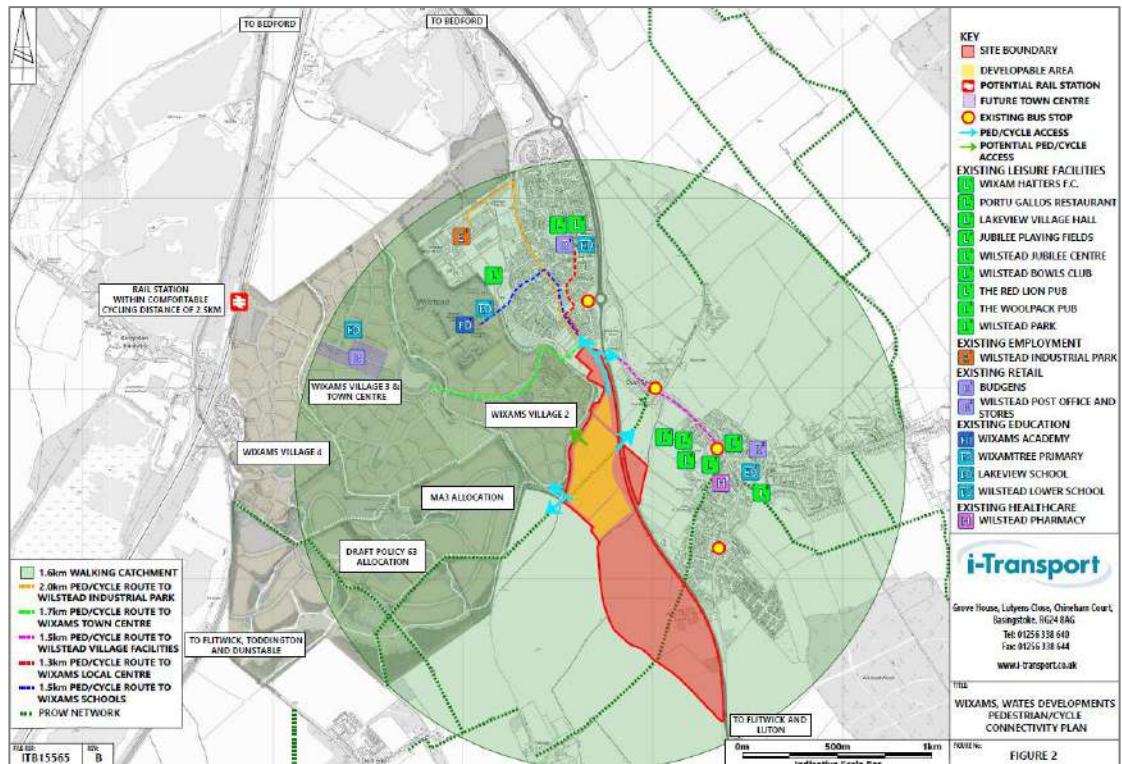 TO BEDFORD
TO BEDFORD
RAIL STATION
WITHIN COMFORTABLE
CYCLING DISTANCE OF 2.5KM
WIXAMS VILLAGE 3 &
TOWN CENTRE
WIXAMS VILLAGE 2
WIXAMS VILLAGE 4
MA3 ALLOCATION
DRAFT POLICY 63
ALLOCATION
TO FLITWICK, TODDINGTON
AND DUNSTABLE
TO FLITWICK AND
LUTON
1.6km WALKING CATCHMENT
2.0km PED/CYCLE ROUTE TO
WILSTEAD INDUSTRIAL PARK
1.7km PED/CYCLE ROUTE TO
WIXAMS TOWN CENTRE
1.5km PED/CYCLE ROUTE TO
WILSTEAD VILLAGE FACILITIES
1.3km PED/CYCLE ROUTE TO
WIXAMS LOCAL CENTRE
1.5km PED/CYCLE ROUTE TO
WIXAMS SCHOOLS
PROW NETWORK
FILE REF:
ITB15565
B
0m 500m 1km
Indicative Scale Bar
KEY
SITE BOUNDARY
DEVELOPABLE AREA
POTENTIAL RAIL STATION
FUTURE TOWN CENTRE
EXISTING BUS STOP
PED/CYCLE ACCESS
POTENTIAL PED/CYCLE
ACCESS
EXISTING LEISURE FACILITIES
WIXAM HATTERS F.C.
PORTU GALLOS RESTAURANT
LAKEVIEW VILLAGE HALL
JUBILEE PLAYING FIELDS
WILSTEAD JUBILEE CENTRE
WILSTEAD BOWLS CLUB
THE RED LION PUB
THE WOOLPACK PUB
WILSTEAD PARK
EXISTING EMPLOYMENT
WILSTEAD INDUSTRIAL PARK
EXISTING RETAIL
BUDGENS
WILSTEAD POST OFFICE AND
STORES
EXISTING EDUCATION
WIXAMS ACADEMY
WIXAMTREE PRIMARY
LAKEVIEW SCHOOL
WILSTEAD LOWER SCHOOL
EXISTING HEALTHCARE
WILSTEAD PHARMACY
i-Transport
Grove House, Lutyens Close, Chineham Court,
Basingstoke, RG24 8AG
Tel: 01256 338 640
Fax: 01256 338 644
www.i-transport.co.uk
TITLE:
WIXAMS, WATES DEVELOPMENTS
PEDESTRIAN/CYCLE
CONNECTIVITY PLAN
FIGURE No:
FIGURE 2